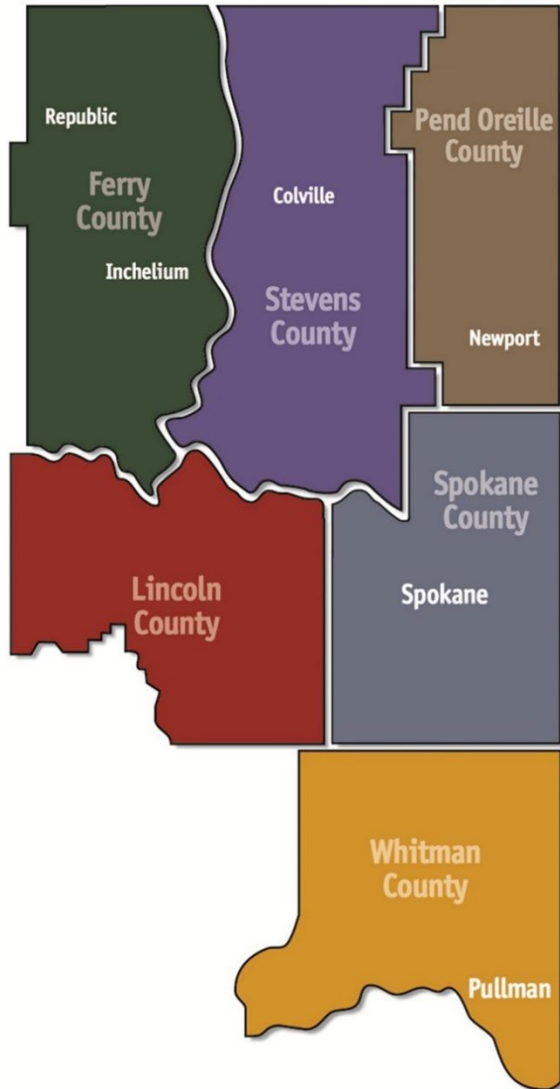 Republic
Pend Oreille
County
Ferry
County
Colville
Inchelium
Stevens
County
Newport
Spokane
County
Lincoln
County
Spokane
Whitman
County
Pullman